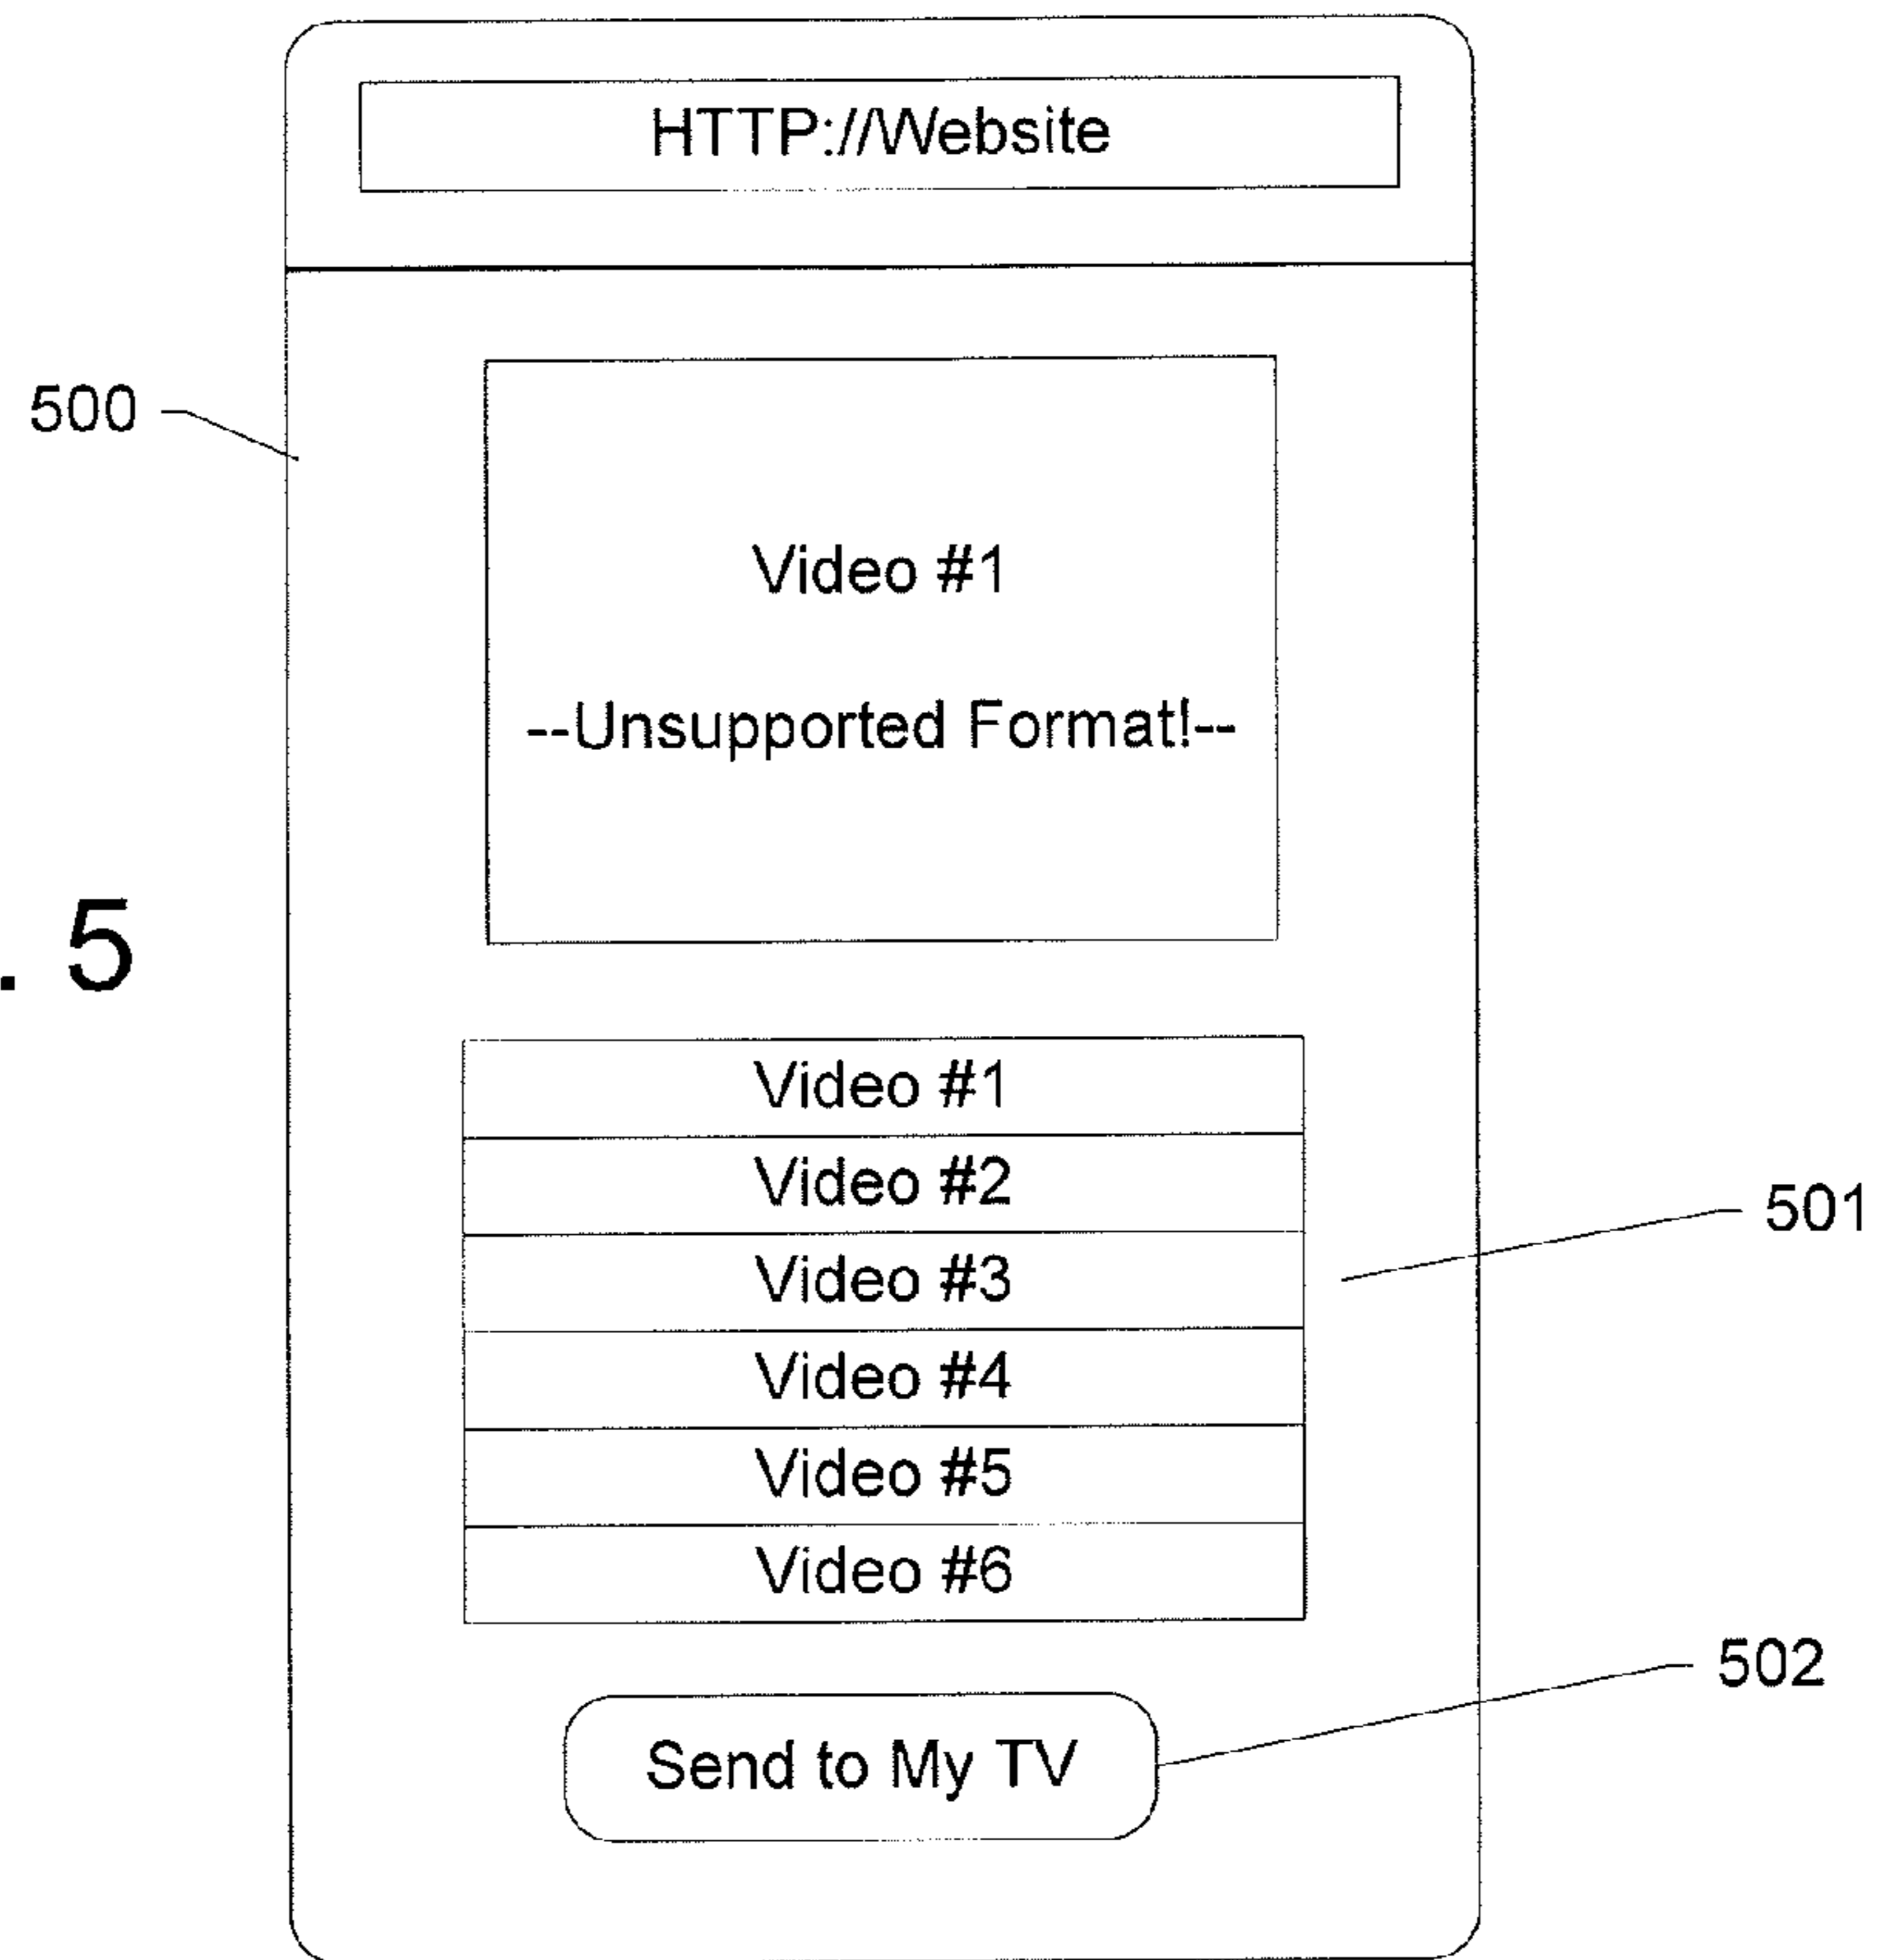 HTTP://Website
500
Video #1
--Unsupported Format!--
. 5
Video #1
Video #2
501
Video #3
Video #4
Video #5
Video #6
502
Send to My TV